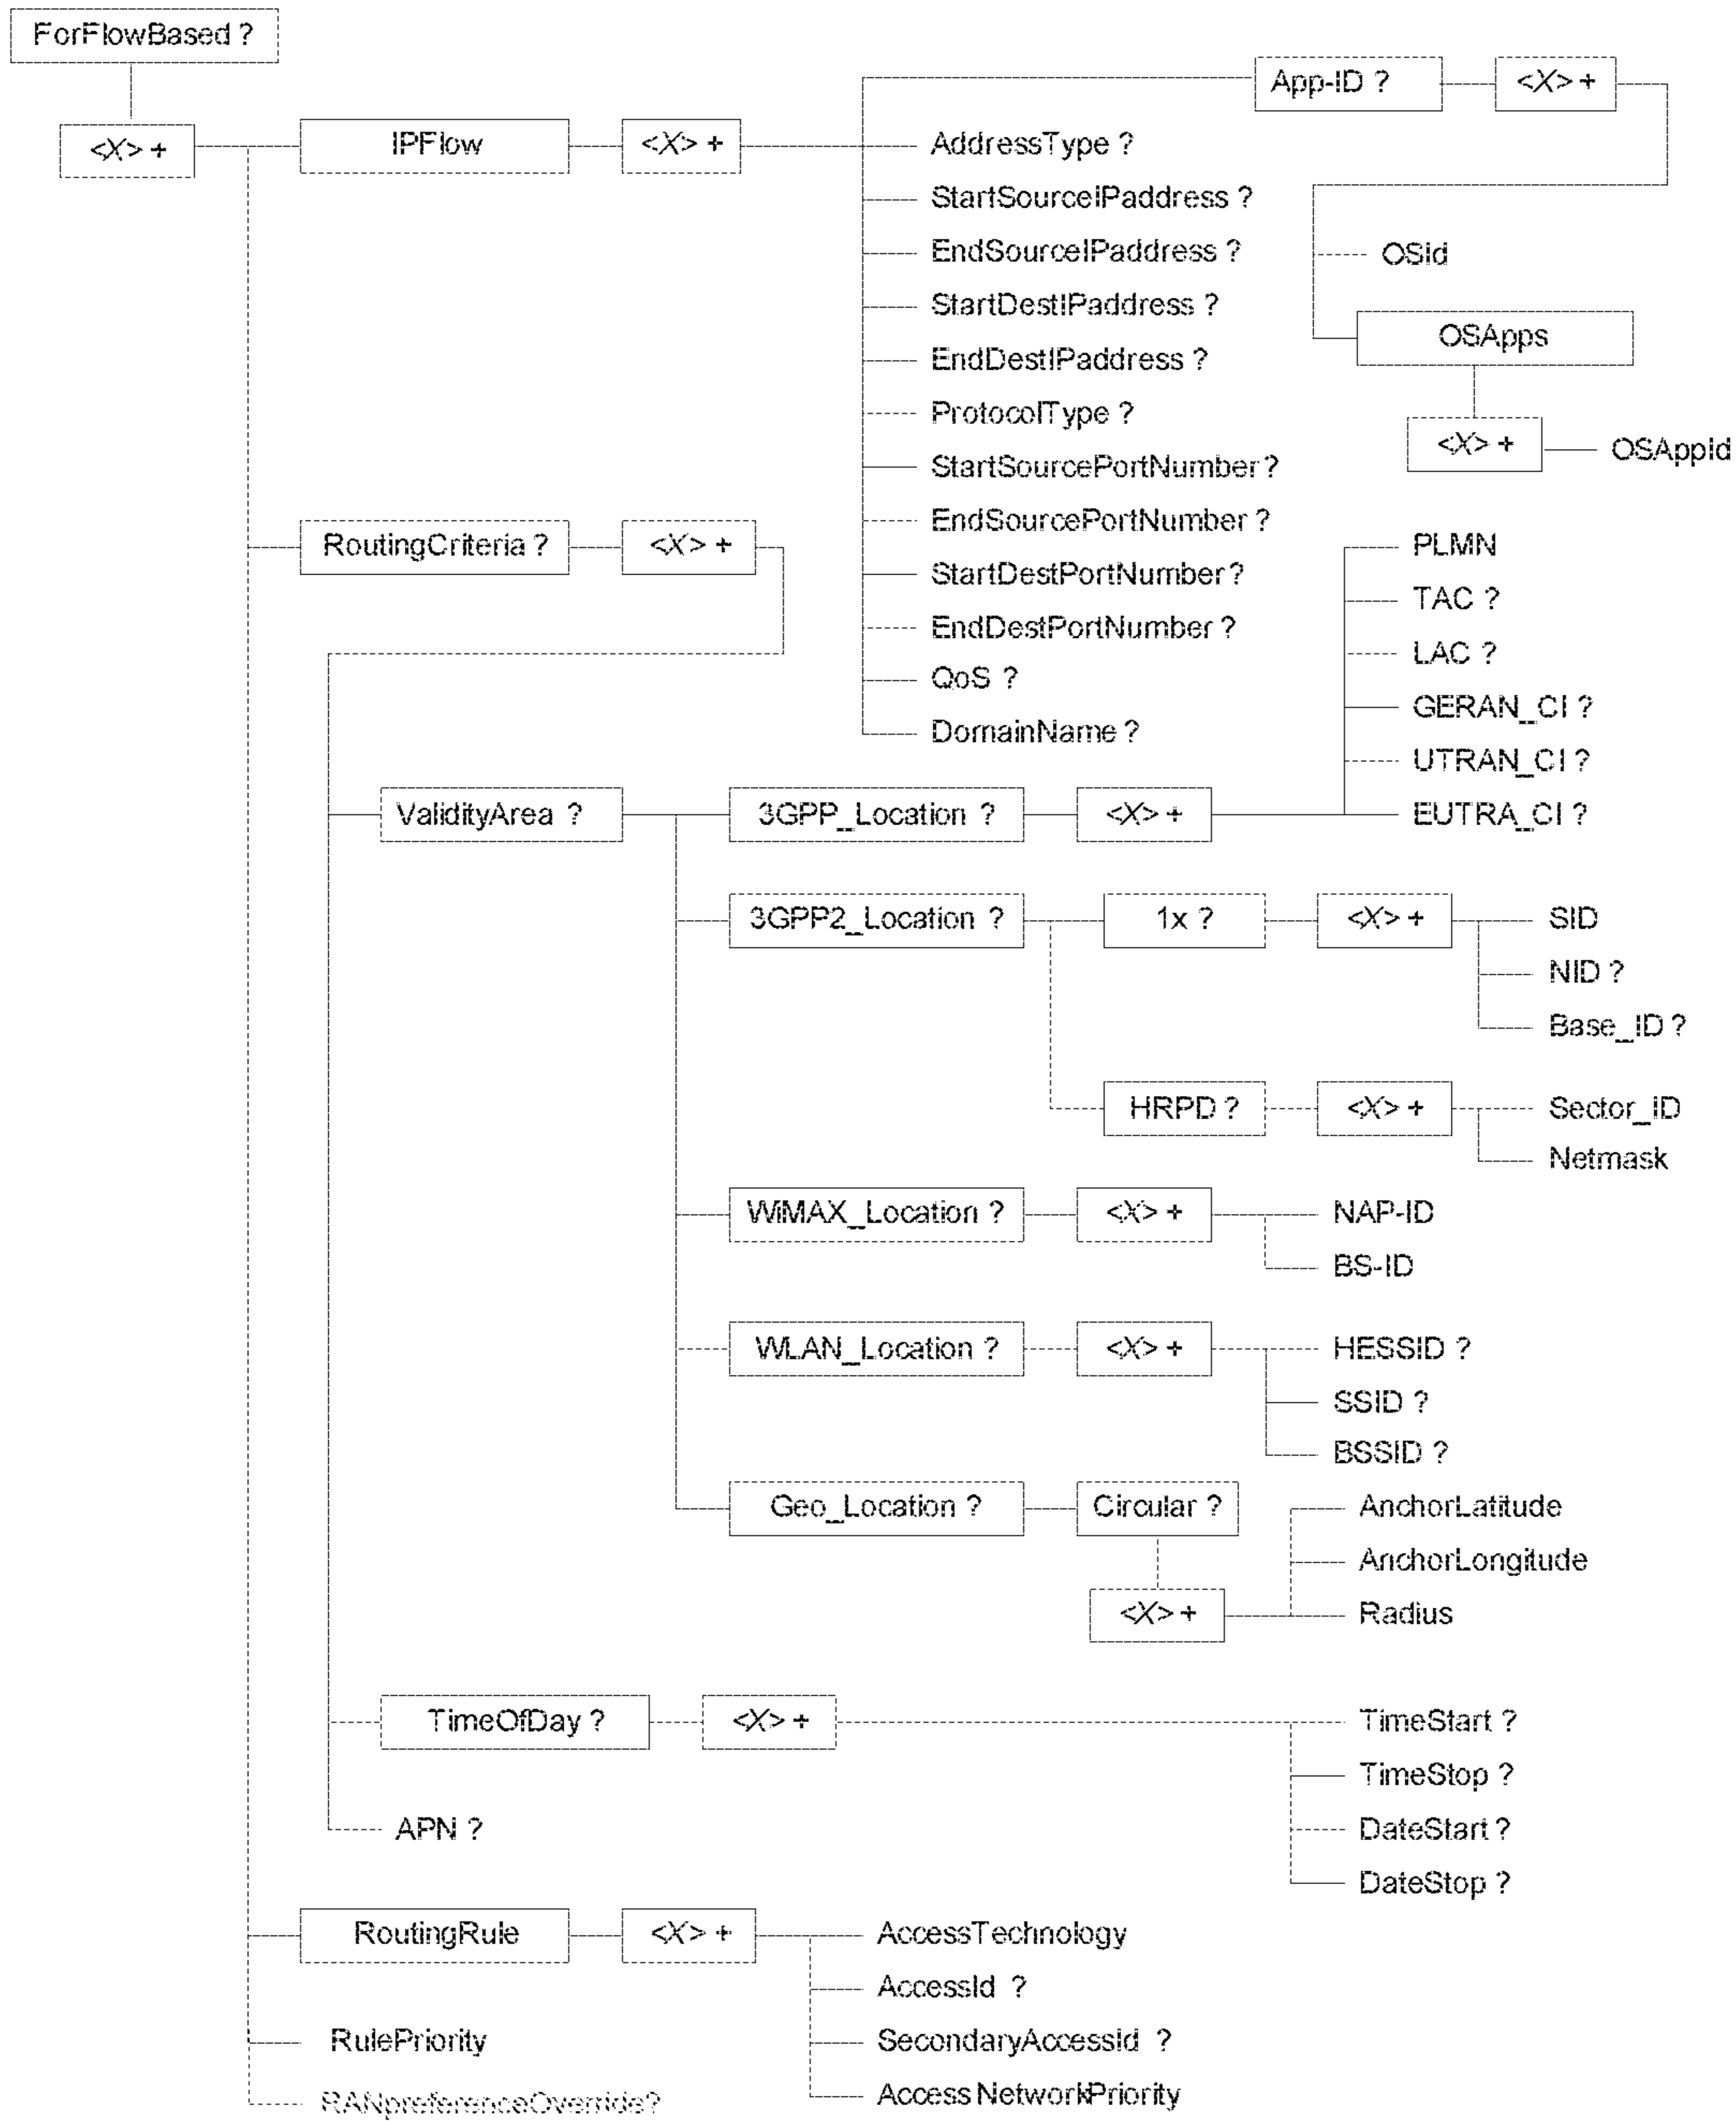 ForFlowBased ?
<X> +
IPFlow
<X> +
App-ID ?
<X> +
OSid
OSApps
<X> +
OSAppId
AddressType ?
StartSourceIPaddress ?
EndSourceIPaddress ?
StartDestIPaddress ?
EndDestIPaddress ?
ProtocolType ?
StartSourcePortNumber ?
EndSourcePortNumber ?
StartDestPortNumber ?
EndDestPortNumber ?
QoS ?
DomainName ?
RoutingCriteria ?
<X> +
ValidityArea ?
3GPP_Location ?
<X> +
PLMN
TAC ?
LAC ?
GERAN_CI ?
UTRAN_CI ?
EUTRA_CI ?
3GPP2_Location ?
1x ?
<X> +
SID
NID ?
Base_ID ?
HRPD ?
<X> +
Sector_ID
Netmask
WiMAX_Location ?
<X> +
NAP-ID
BS-ID
WLAN_Location ?
<X> +
HESSID ?
SSID ?
BSSID ?
Geo_Location ?
Circular ?
<X> +
AnchorLatitude
AnchorLongitude
Radius
TimeOfDay ?
<X> +
TimeStart ?
TimeStop ?
DateStart ?
DateStop ?
APN ?
RoutingRule
<X> +
AccessTechnology
AccessId ?
SecondaryAccessId ?
AccessNetworkPriority
RulePriority
RANpreferenceOverride?